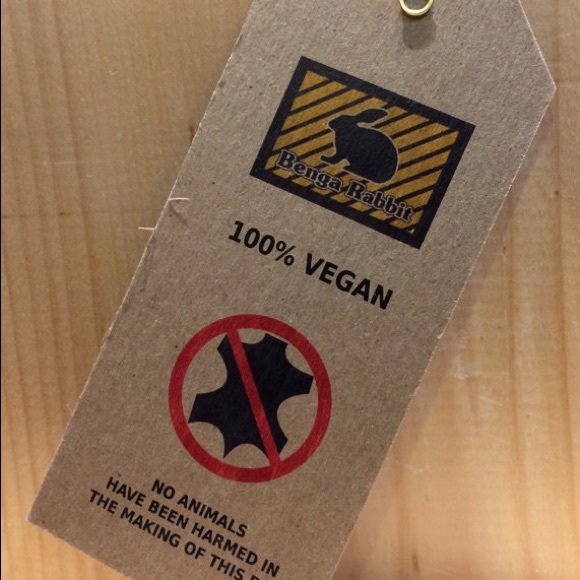 Benga Rabbit
100% VEGAN
NO ANIMALS
HAVE BEEN HARMED IN
THE MAKING OF THIS